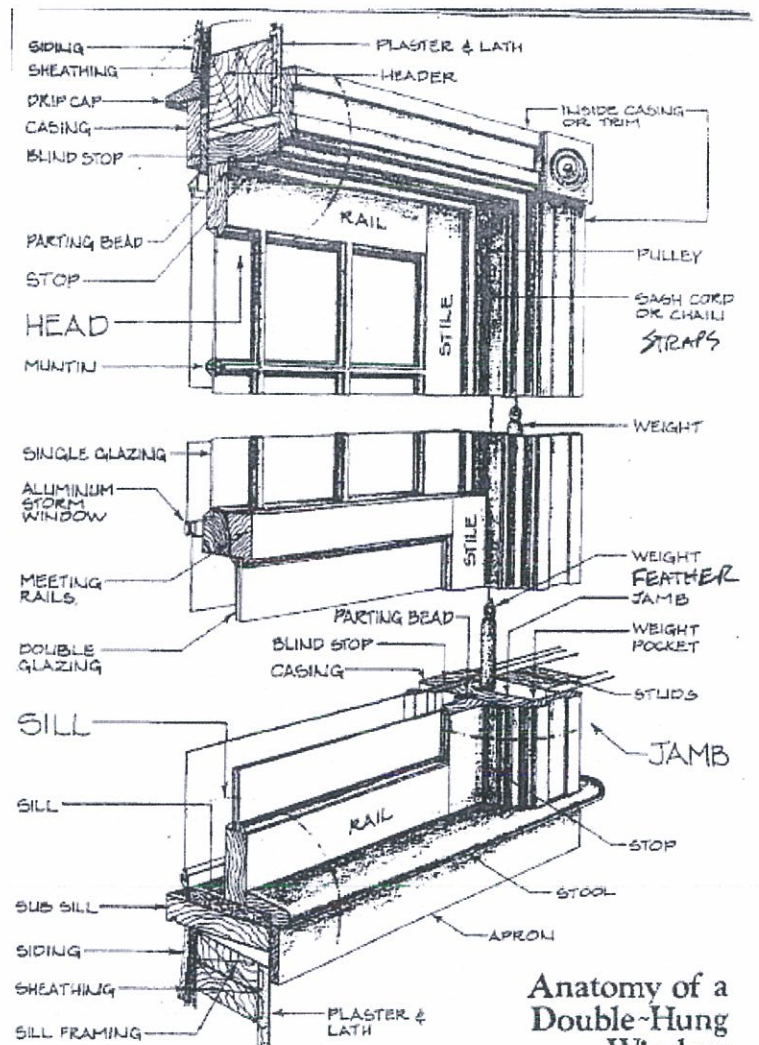 SIDING
SHEATHING
DRIP CAP
CASING
BLIND STOP
PARTING BEAD
STOP
HEAD
MUNTIN
PLASTER & LATH
HEADER
INSIDE CASING
OR TRIM
RAIL
STILE
PULLEY
SASH CORD
OR CHAIN
STRAPS
WEIGHT
SINGLE GLAZING
ALUMINUM
STORM
WINDOW
MEETING
RAILS.
DOUBLE
GLAZING
STILE
WEIGHT
FEATHER
JAMB
WEIGHT
POCKET
PARTING BEAD
BLIND STOP
CASING
STUDS
SILL
JAMB
SILL
RAIL
STOP
STOOL
APRON
SUB SILL
SIDING
SHEATHING
SILL FRAMING
PLASTER &
LATH
Anatomy of a
Double~Hung
Window